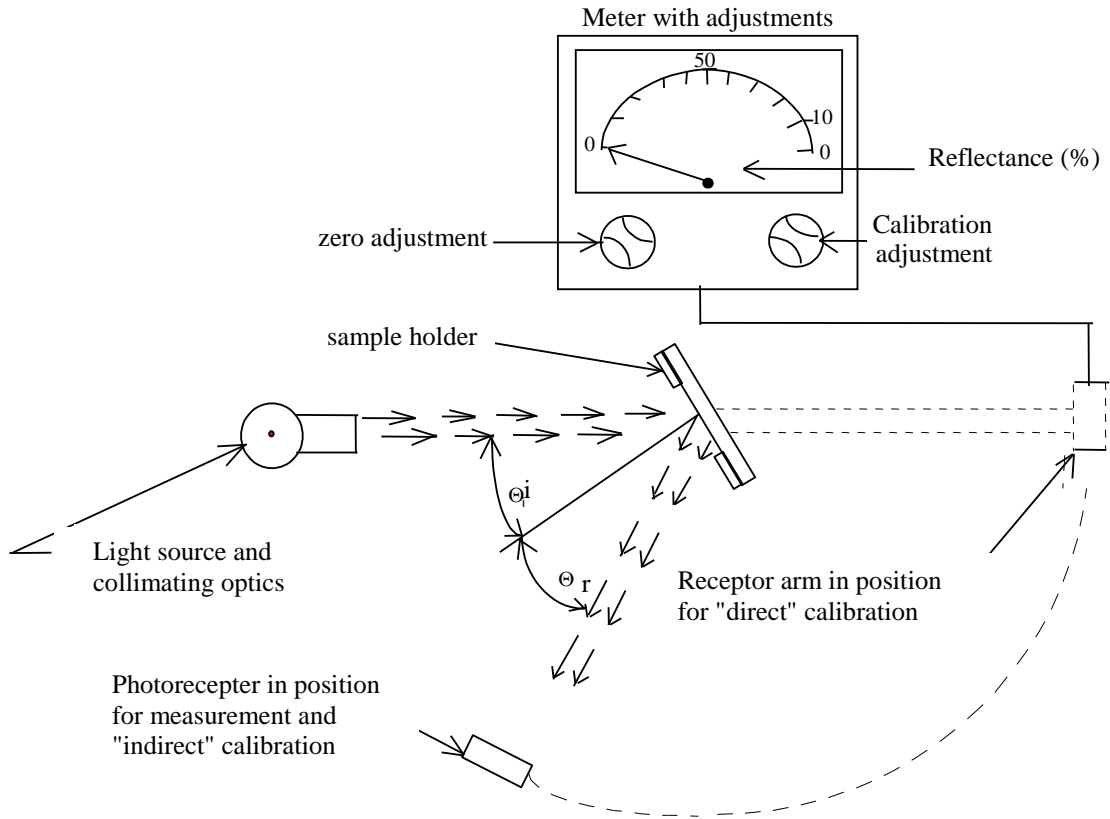 Meter with adjustments
50
10
0
0
Reflectance (%)
zero adjustment
Calibration
adjustment
sample holder
Θi i
Light source and
collimating optics
Θ r
Receptor arm in position
for "direct" calibration
Photorecepter in position
for measurement and
"indirect" calibration